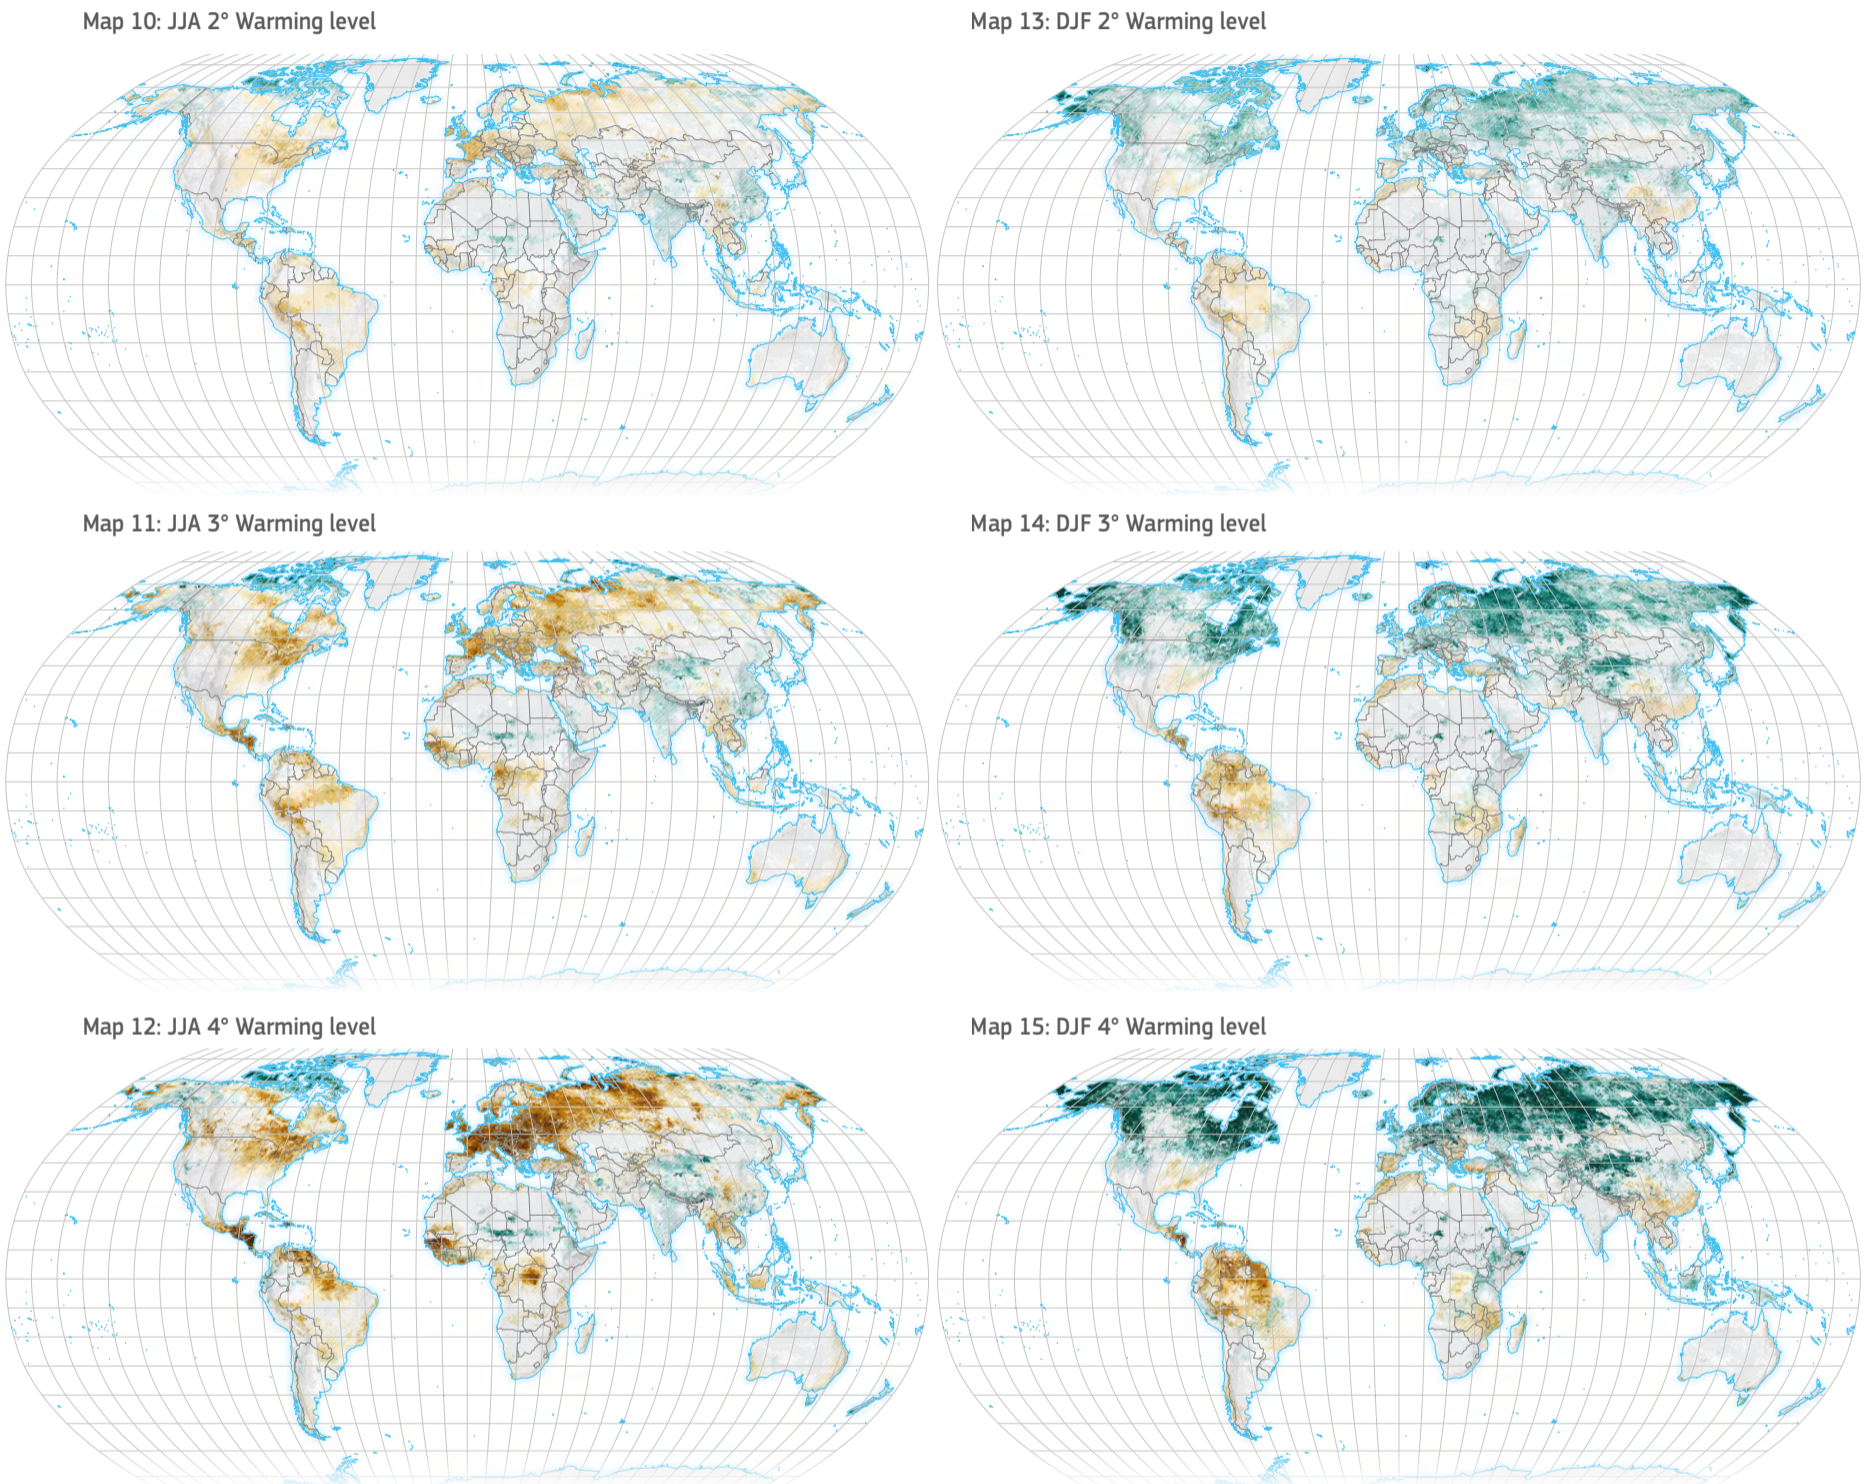 Map 10: JJA 2° Warming level
Map 13: DJF 2° Warming level
Map 11: JJA 3° Warming level
Map 14: DJF 3° Warming level
Map 12: JJA 4° Warming level
Map 15: DJF 4° Warming level